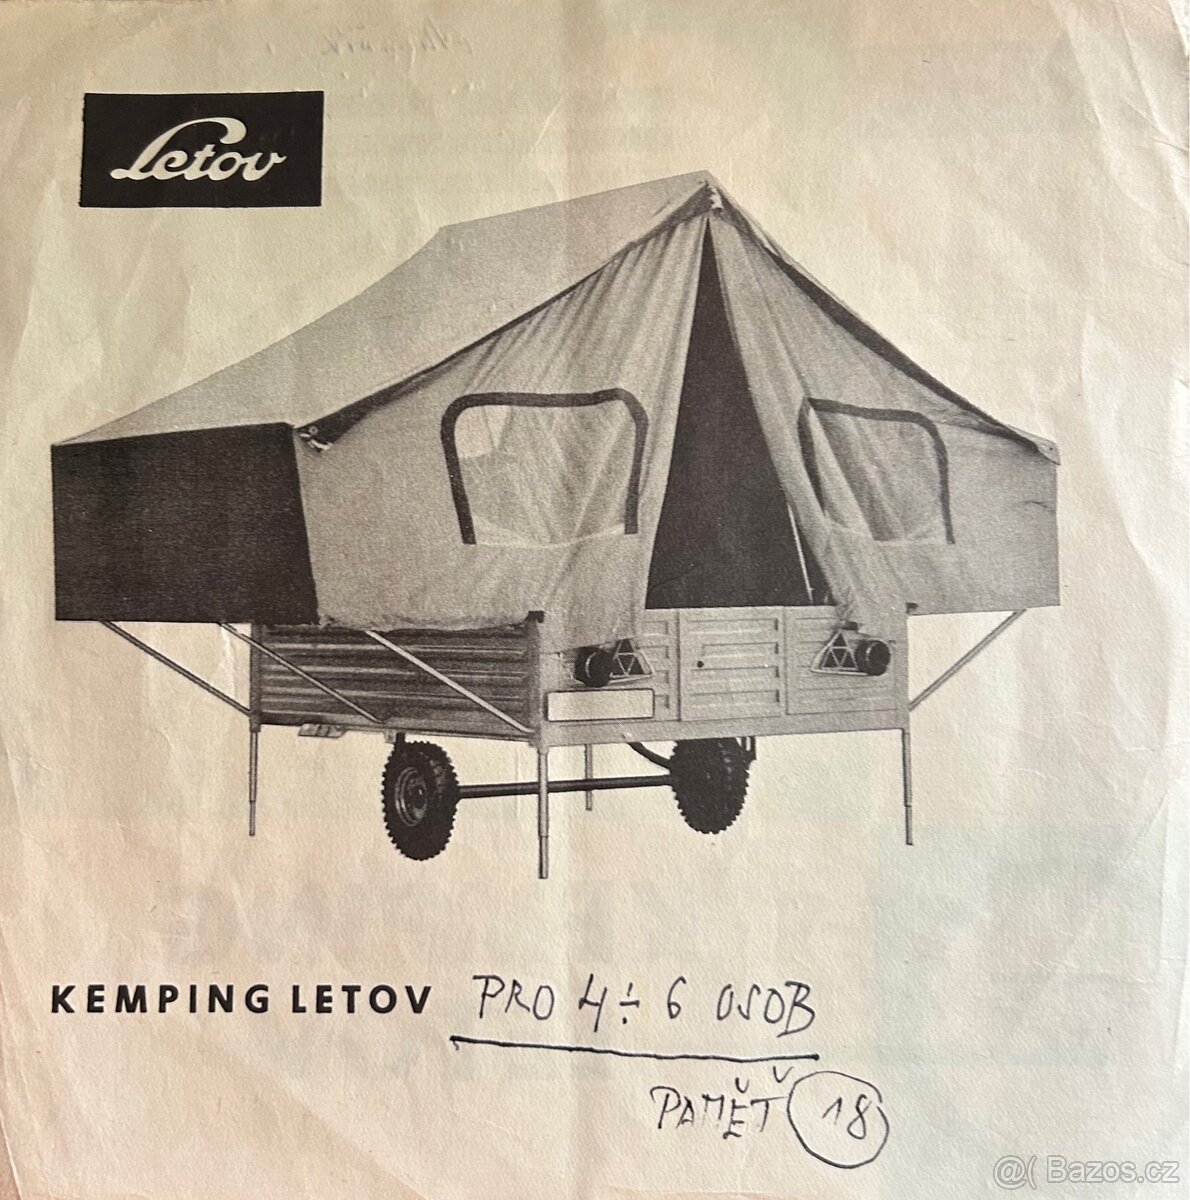 Letov
KEMPING LETOV PRO 4÷6 OSOB
PAMĚŤ 18
@( Bazos.cz